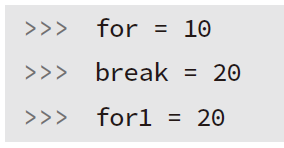 >>> for = 10
>>> break = 20
>>> for1 = 20